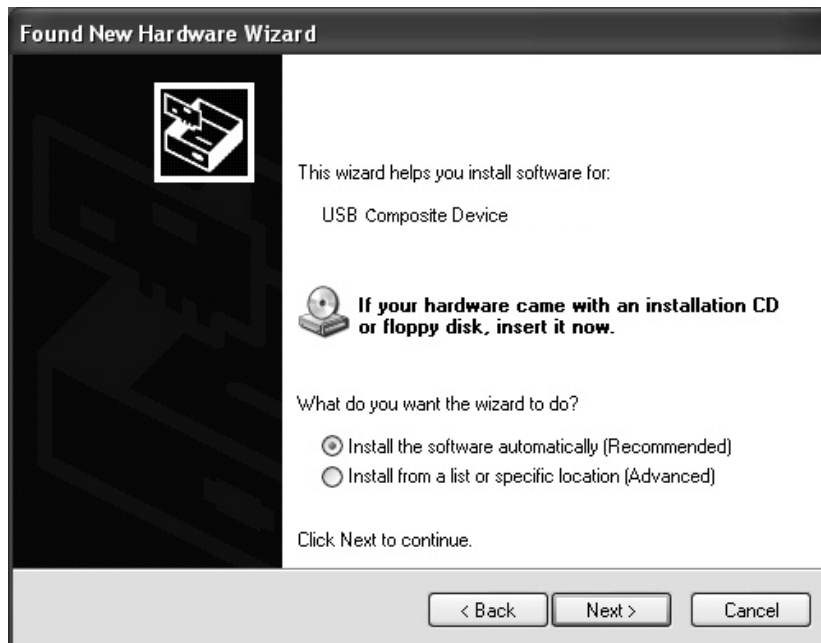 Found New Hardware Wizard
This wizard helps you install software for:
USB Composite Device
If your hardware came with an installation CD
or floppy disk, insert it now.
What do you want the wizard to do?
Install the software automatically (Recommended)
Install from a list or specific location (Advanced)
Click Next to continue.
< Back Next > Cancel